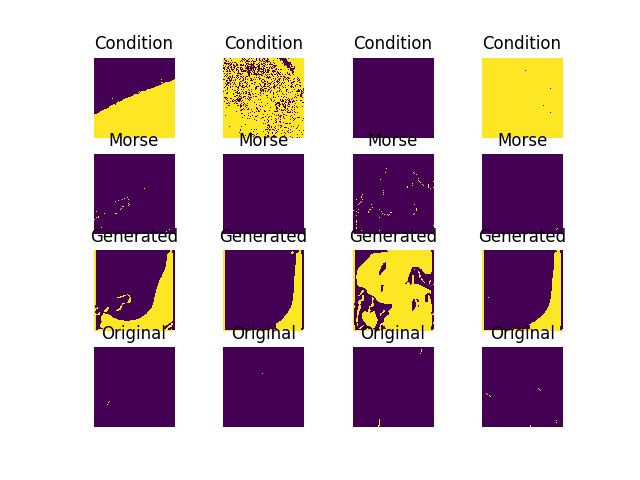 Condition Condition Condition Condition
Morse Morse Morse Morse
Generated Generated Generated Generated
Original Original Original Original